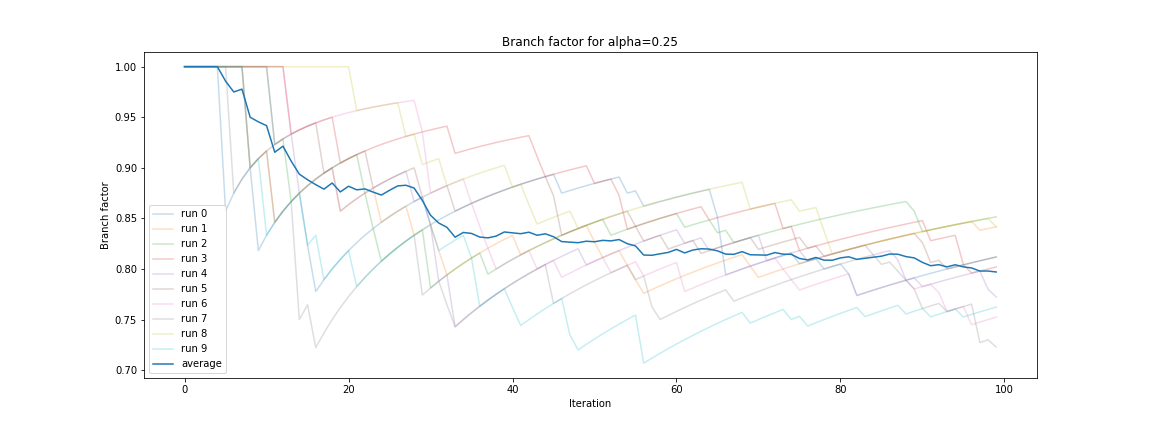 Branch factor for alpha=0.25
Branch factor
1.00
0.95
0.90
0.85
0.80
0.75
0.70
run 0
run 1
run 2
run 3
run 4
run 5
run 6
run 7
run 8
run 9
average
0 20 40 60 80 100
Iteration